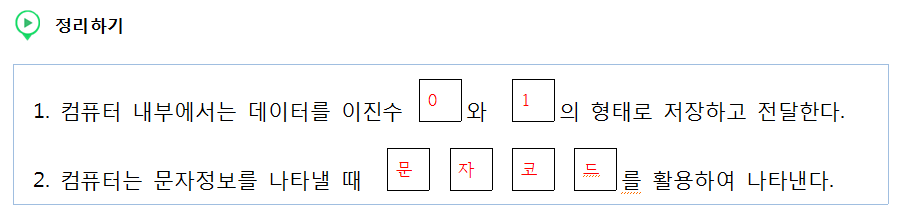 정리하기
1. 컴퓨터 내부에서는 데이터를 이진수 0 와 1 의 형태로 저장하고 전달한다.
2. 컴퓨터는 문자정보를 나타낼 때 문 자 코 드 를 활용하여 나타낸다.